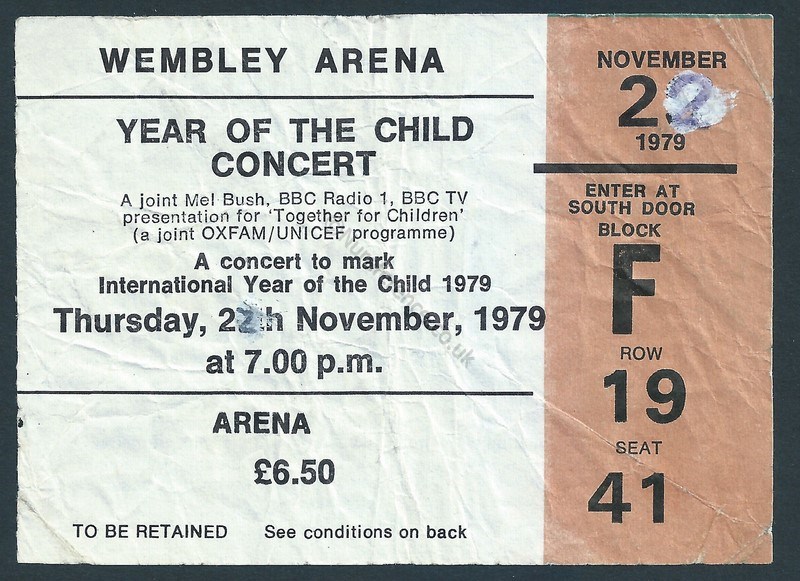 WEMBLEY ARENA
YEAR OF THE CHILD
CONCERT
A joint Mel Bush, BBC Radio 1, BBC TV
presentation for 'Together for Children'
(a joint OXFAM/UNICEF programme)
A concert to mark
International Year of the Child 1979
Thursday, 22th November, 1979
at 7.00 p.m.
ARENA
£6.50
TO BE RETAINED See conditions on back
NOVEMBER
22
1979
ENTER AT
SOUTH DOOR
BLOCK
F
ROW
19
SEAT
41